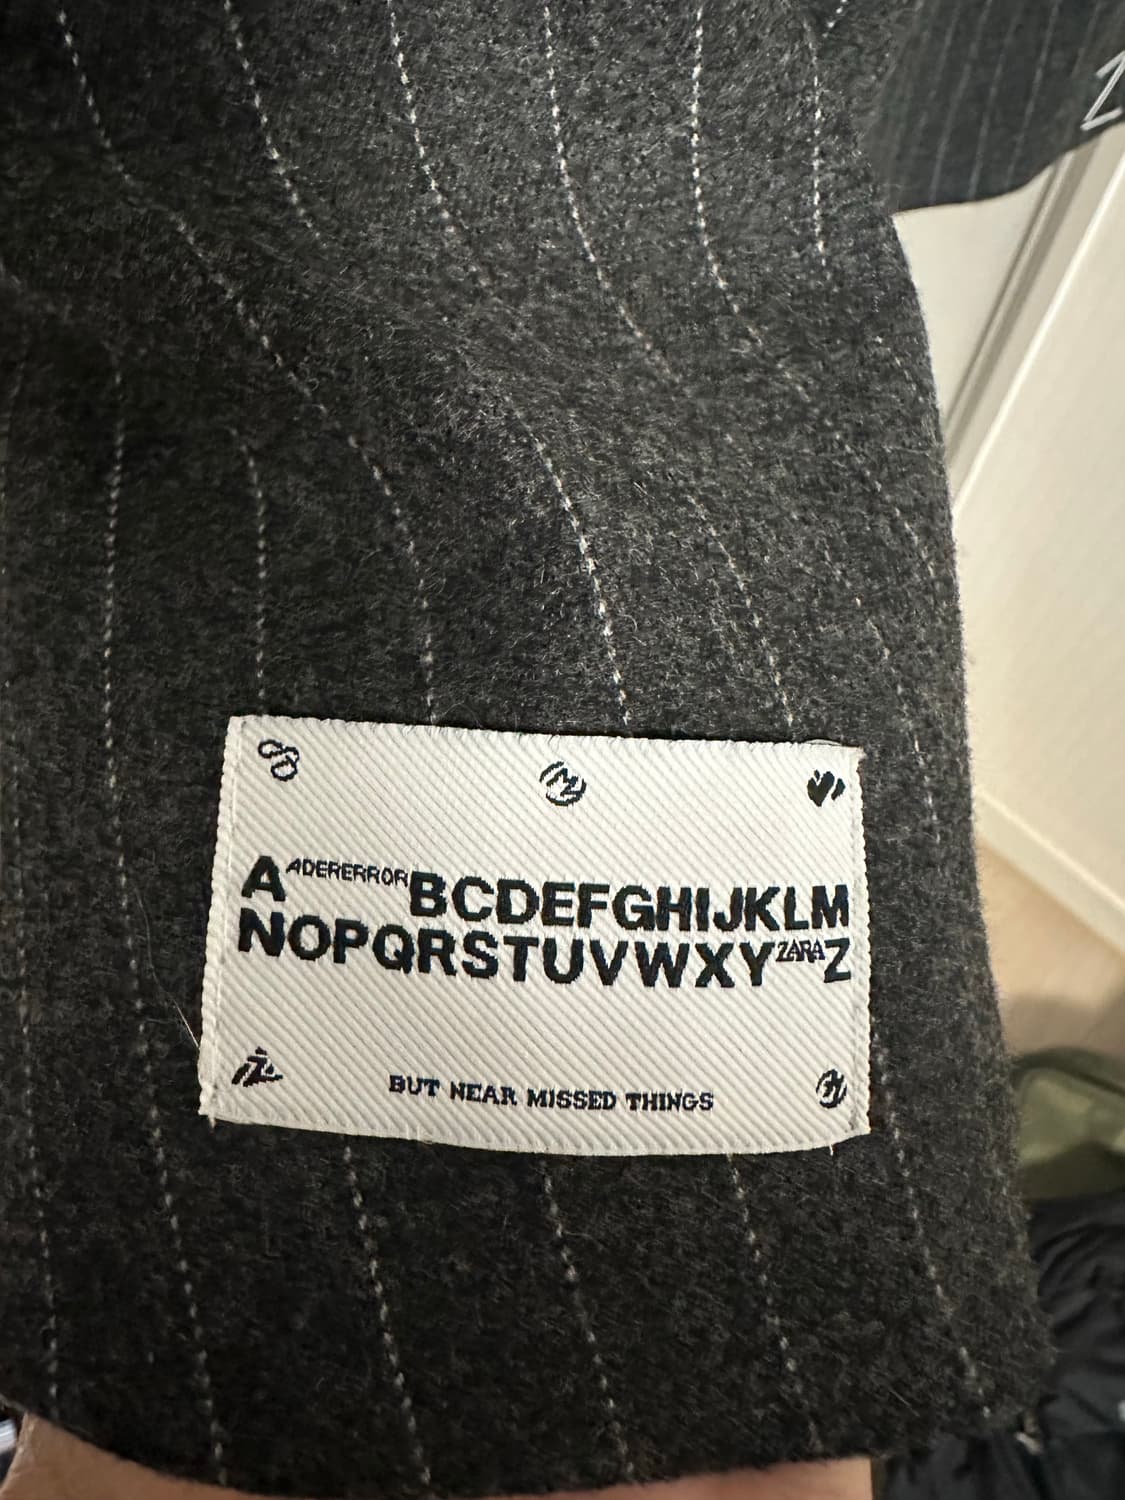 A ADERERROR BCDEFGHIJKLM
NOPQRSTUVWXY ZARA Z
BUT NEAR MISSED THINGS